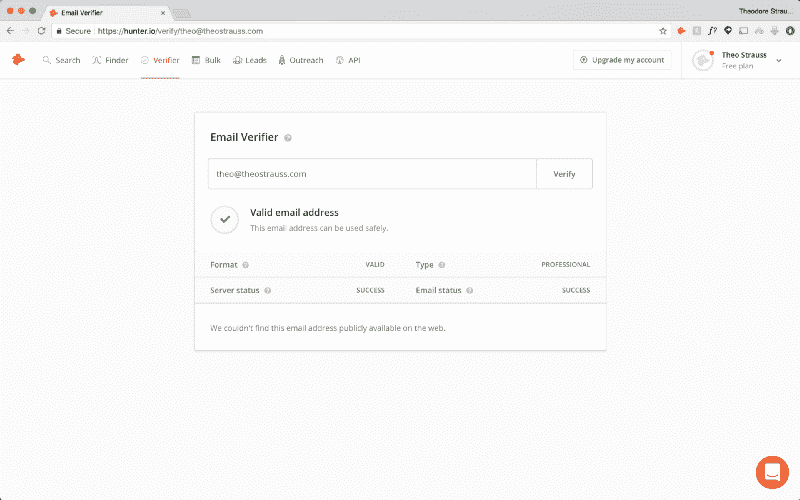 Email Verifier
Theodore Strau...
Secure https://hunter.io/verify/theo@theostrauss.com
Search Finder Verifier Bulk Leads Outreach API
Upgrade my account
Theo Strauss
Free plan
Email Verifier
theo@theostrauss.com Verify
Valid email address
This email address can be used safely.
Format VALID Type PROFESSIONAL
Server status SUCCESS Email status SUCCESS
We couldn't find this email address publicly available on the web.